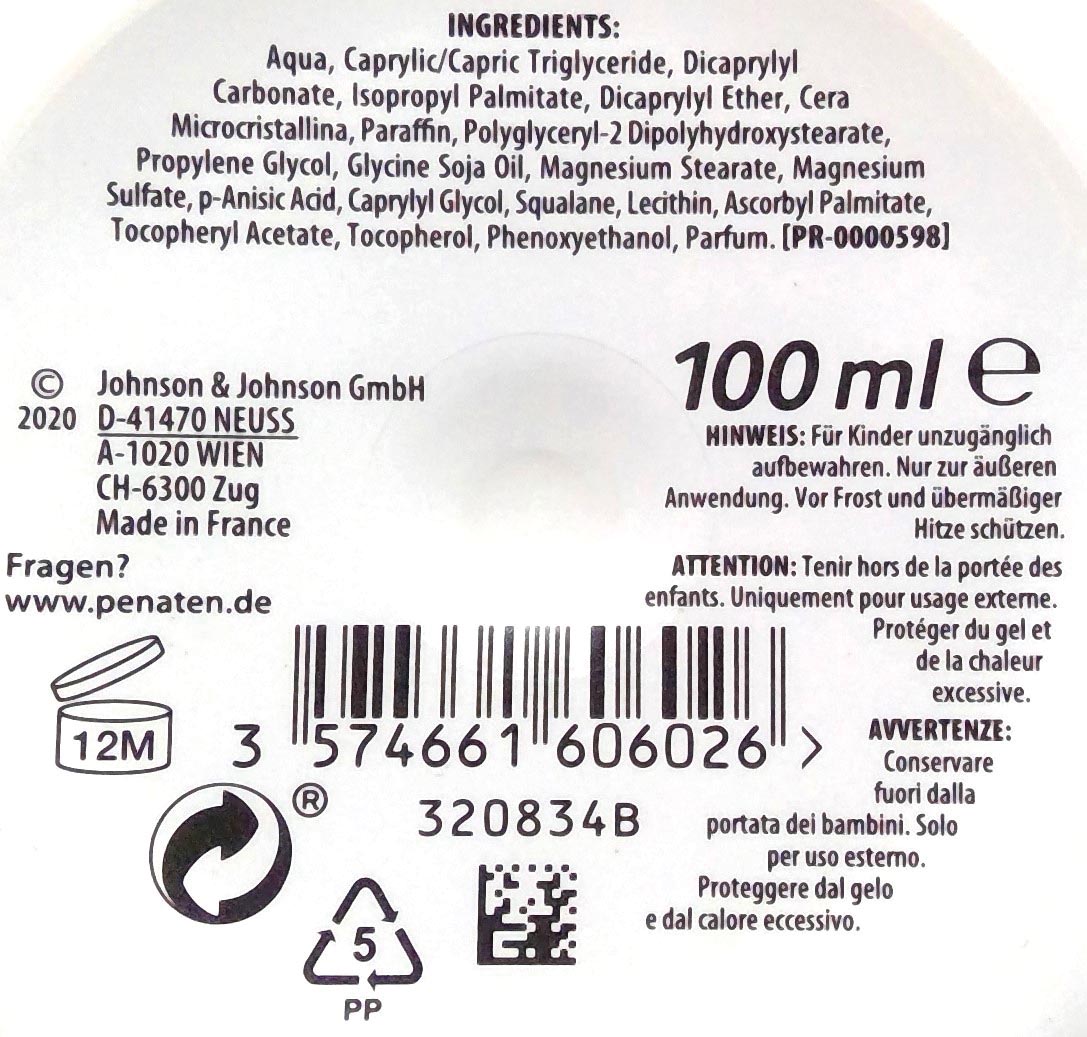 INGREDIENTS:
Aqua, Caprylic/Capric Triglyceride, Dicaprylyl
Carbonate, Isopropyl Palmitate, Dicaprylyl Ether, Cera
Microcristallina, Paraffin, Polyglyceryl-2 Dipolyhydroxystearate,
Propylene Glycol, Glycine Soja Oil, Magnesium Stearate, Magnesium
Sulfate, p-Anisic Acid, Caprylyl Glycol, Squalane, Lecithin, Ascorbyl Palmitate,
Tocopheryl Acetate, Tocopherol, Phenoxyethanol, Parfum. [PR-0000598]
© Johnson & Johnson GmbH
2020 D-41470 NEUSS
A-1020 WIEN
CH-6300 Zug
Made in France
Fragen?
www.penaten.de
100 ml ℮
HINWEIS: Für Kinder unzugänglich
aufbewahren. Nur zur äußeren
Anwendung. Vor Frost und übermäßiger
Hitze schützen.
ATTENTION: Tenir hors de la portée des
enfants. Uniquement pour usage externe.
Protéger du gel et
de la chaleur
excessive.
AVVERTENZE:
Conservare
fuori dalla
portata dei bambini. Solo
per uso esterno.
Proteggere dal gelo
e dal calore eccessivo.
12M
3 574661 606026 >
®
320834B
5
PP